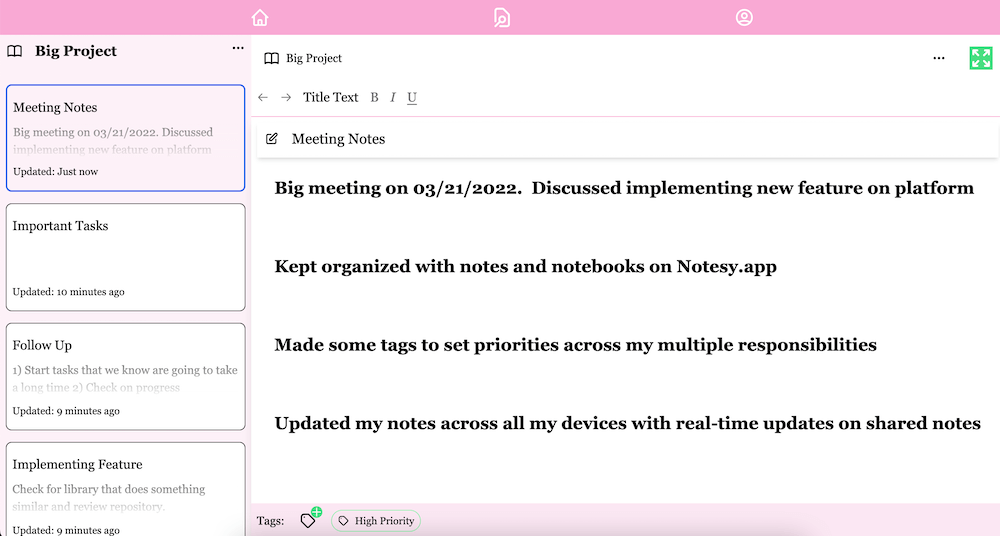 Big Project
Meeting Notes
Big meeting on 03/21/2022. Discussed
implementing new feature on platform
Updated: Just now
Important Tasks
Updated: 10 minutes ago
Follow Up
1) Start tasks that we know are going to take
a long time 2) Check on progress
Updated: 9 minutes ago
Implementing Feature
Check for library that does something
similar and review repository.
Updated: 9 minutes ago
Big Project
Title Text B I U
Meeting Notes
Big meeting on 03/21/2022. Discussed implementing new feature on platform
Kept organized with notes and notebooks on Notesy.app
Made some tags to set priorities across my multiple responsibilities
Updated my notes across all my devices with real-time updates on shared notes
Tags: High Priority